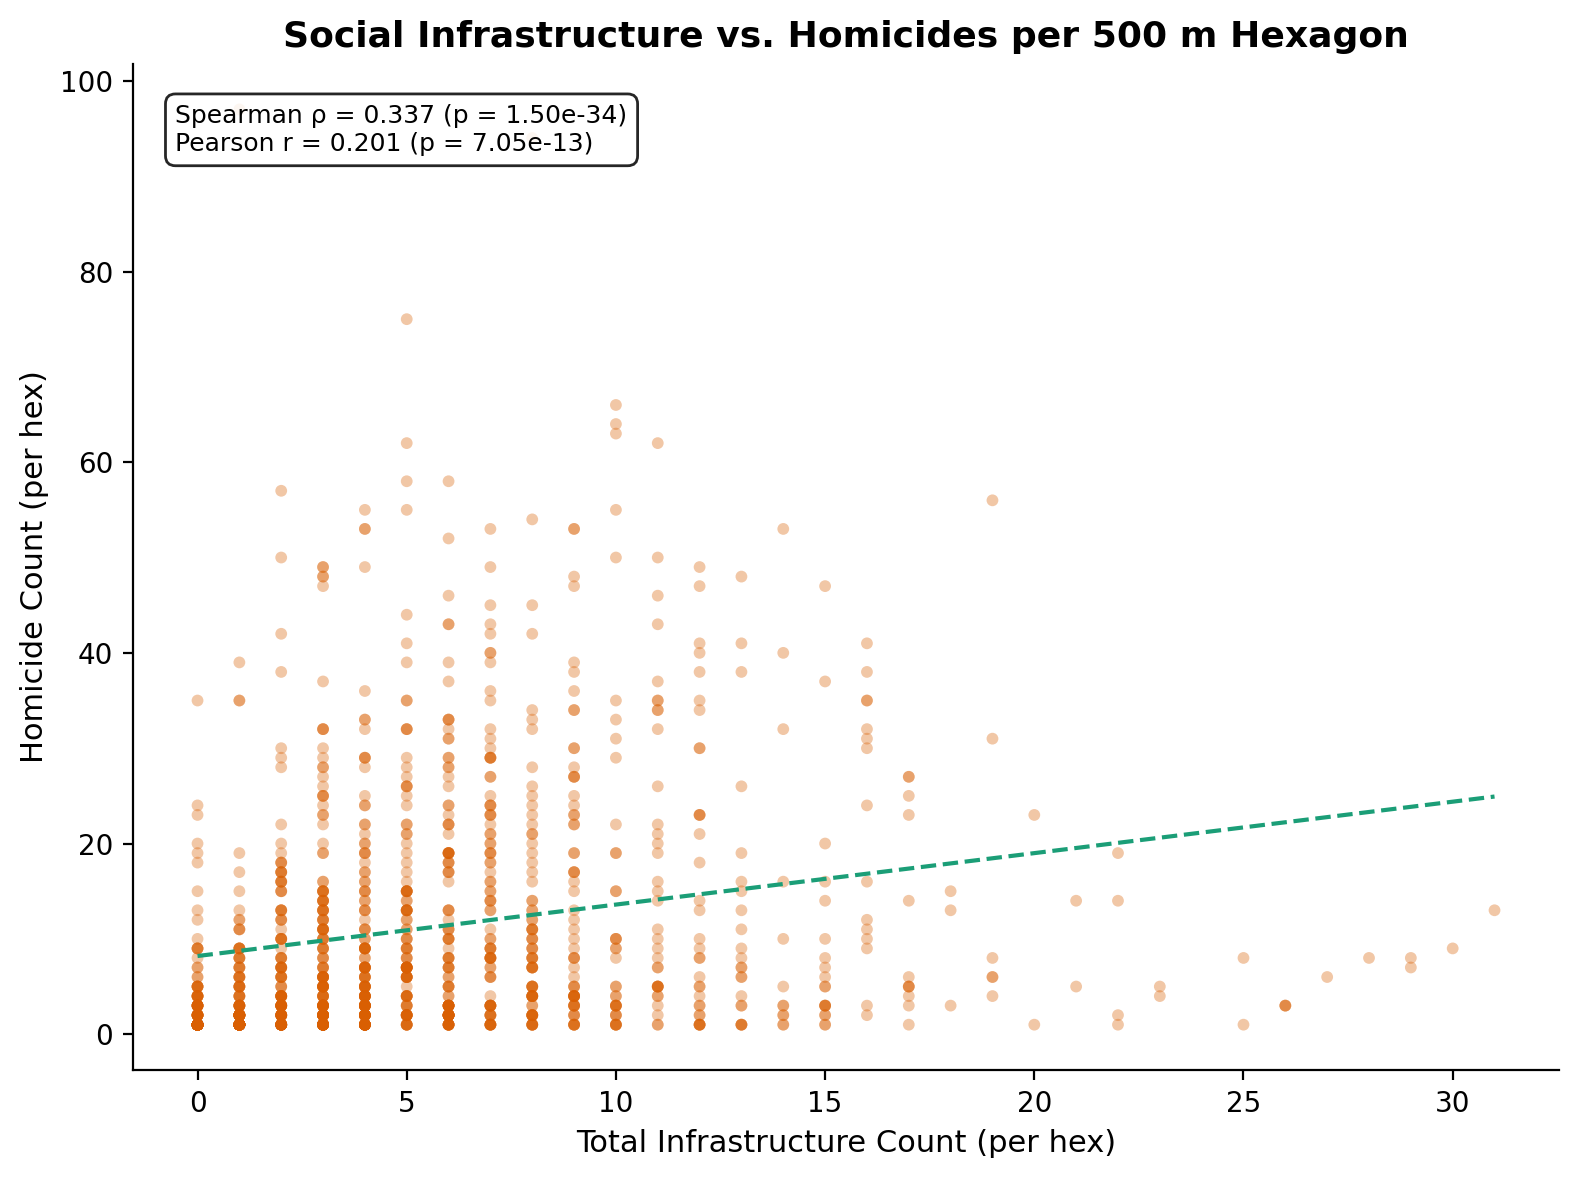 Social Infrastructure vs. Homicides per 500 m Hexagon
Spearman ρ = 0.337 (p = 1.50e-34)
Pearson r = 0.201 (p = 7.05e-13)
Homicide Count (per hex)
100
80
60
40
20
0
0 5 10 15 20 25 30
Total Infrastructure Count (per hex)